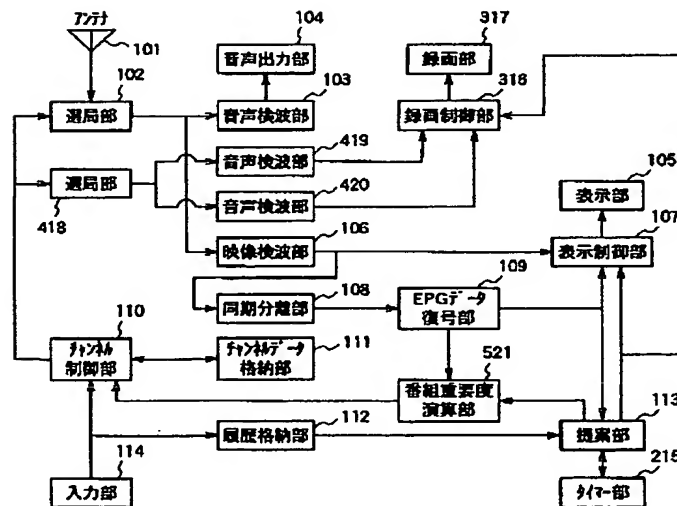 アンテナ
101
102
選局部
104
音声出力部
103
音声検波部
317
録画部
316
録画制御部
選局部
418
419
音声検波部
420
音声検波部
105
表示部
106
映像検波部
107
表示制御部
108
同期分離部
109
EPGデータ
復号部
110
チャンネル
制御部
チャンネルデータ
格納部
111
521
番組重要度
演算部
112
履歴格納部
113
提案部
114
入力部
215
タイマー部